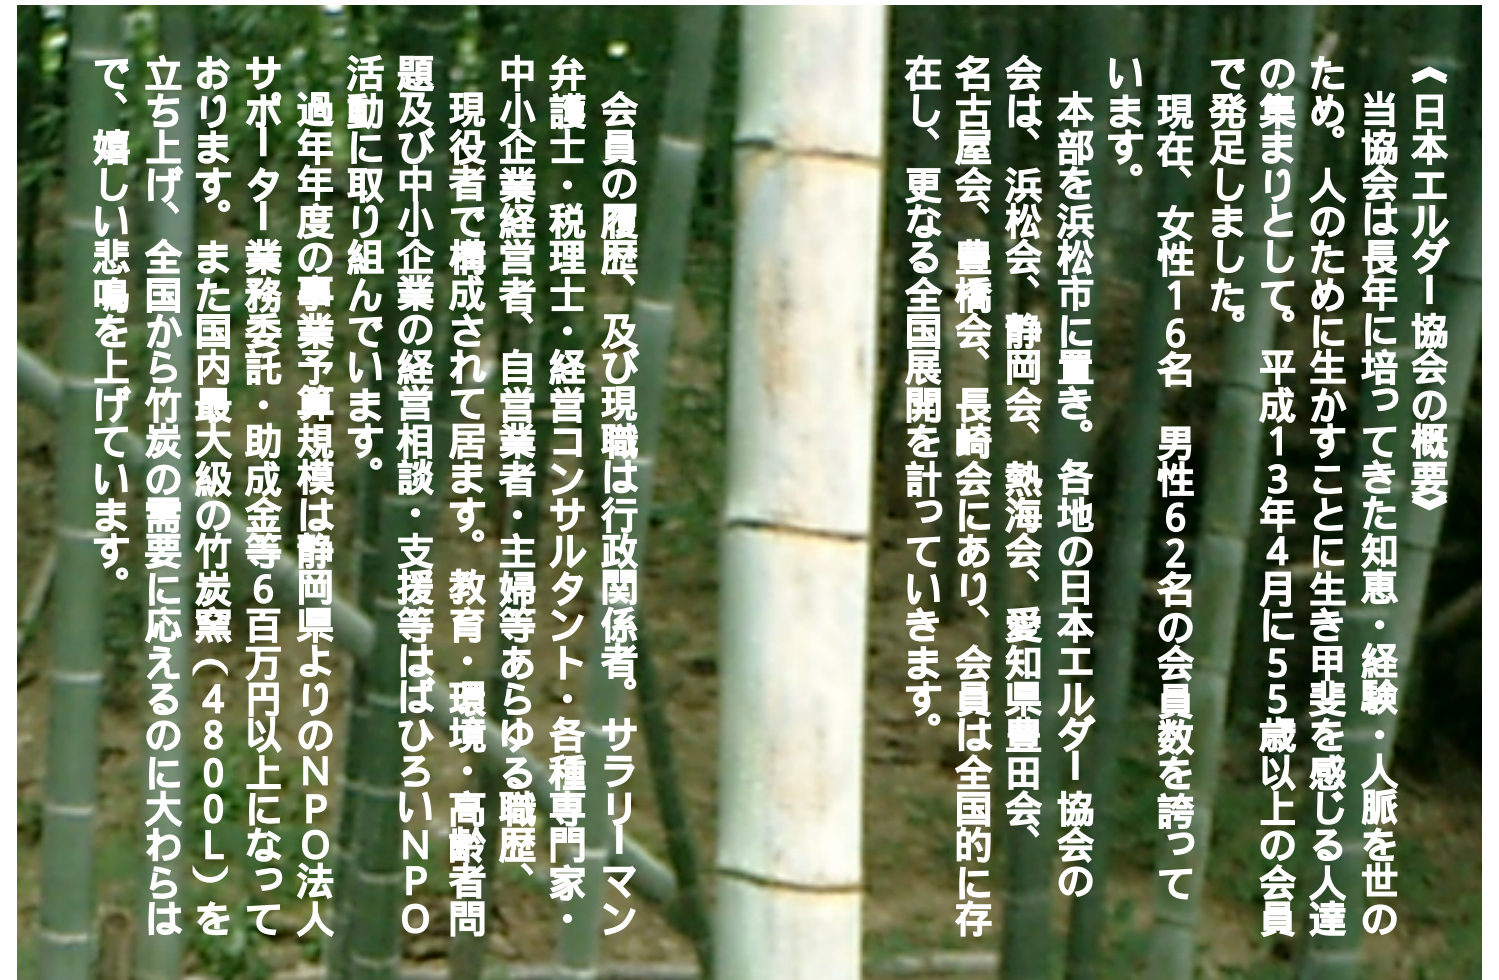 《日本エルダー協会の概要》
当協会は長年に培ってきた知恵・経験・人脈を世の
ため。人のために生かすことに生き甲斐を感じる人達
の集まりとして。平成１３年４月に５５歳以上の会員
で発足しました。
現在、女性１６名　男性６２名の会員数を誇って
います。
本部を浜松市に置き。各地の日本エルダー協会の
会は、浜松会、静岡会、熱海会、愛知県豊田会、
名古屋会、豊橋会、長崎会にあり、会員は全国的に存
在し、更なる全国展開を計っていきます。
会員の履歴、及び現職は行政関係者。サラリーマン
弁護士・税理士・経営コンサルタント・各種専門家・
中小企業経営者、自営業者・主婦等あらゆる職歴、
現役者で構成されて居ます。教育・環境・高齢者問
題及び中小企業の経営相談・支援等はばひろいＮＰＯ
活動に取り組んでいます。
過年年度の事業予算規模は静岡県よりのＮＰＯ法人
サポーター業務委託・助成金等６百万円以上になって
おります。また国内最大級の竹炭窯（４８００Ｌ）を
立ち上げ、全国から竹炭の需要に応えるのに大わらは
で、嬉しい悲鳴を上げています。